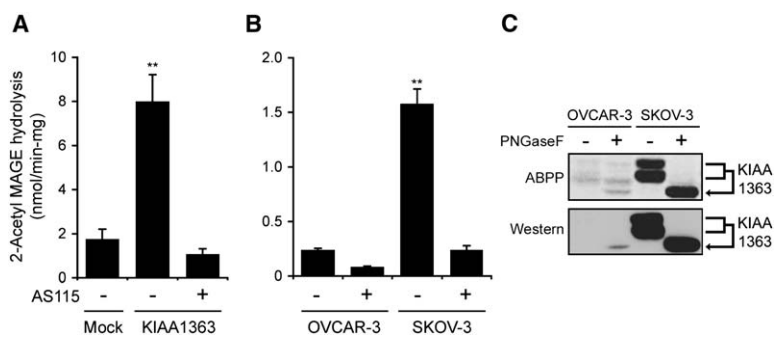 A
2-Acetyl MAGE hydrolysis
(nmol/min-mg)
10
8
6
4
2
0
**
AS115
- - +
Mock KIAA1363
B
2.0
1.5
1.0
0.5
0
**
- + - +
OVCAR-3 SKOV-3
C
OVCAR-3 SKOV-3
PNGaseF - + - +
ABPP
KIAA
1363
Western
KIAA
1363